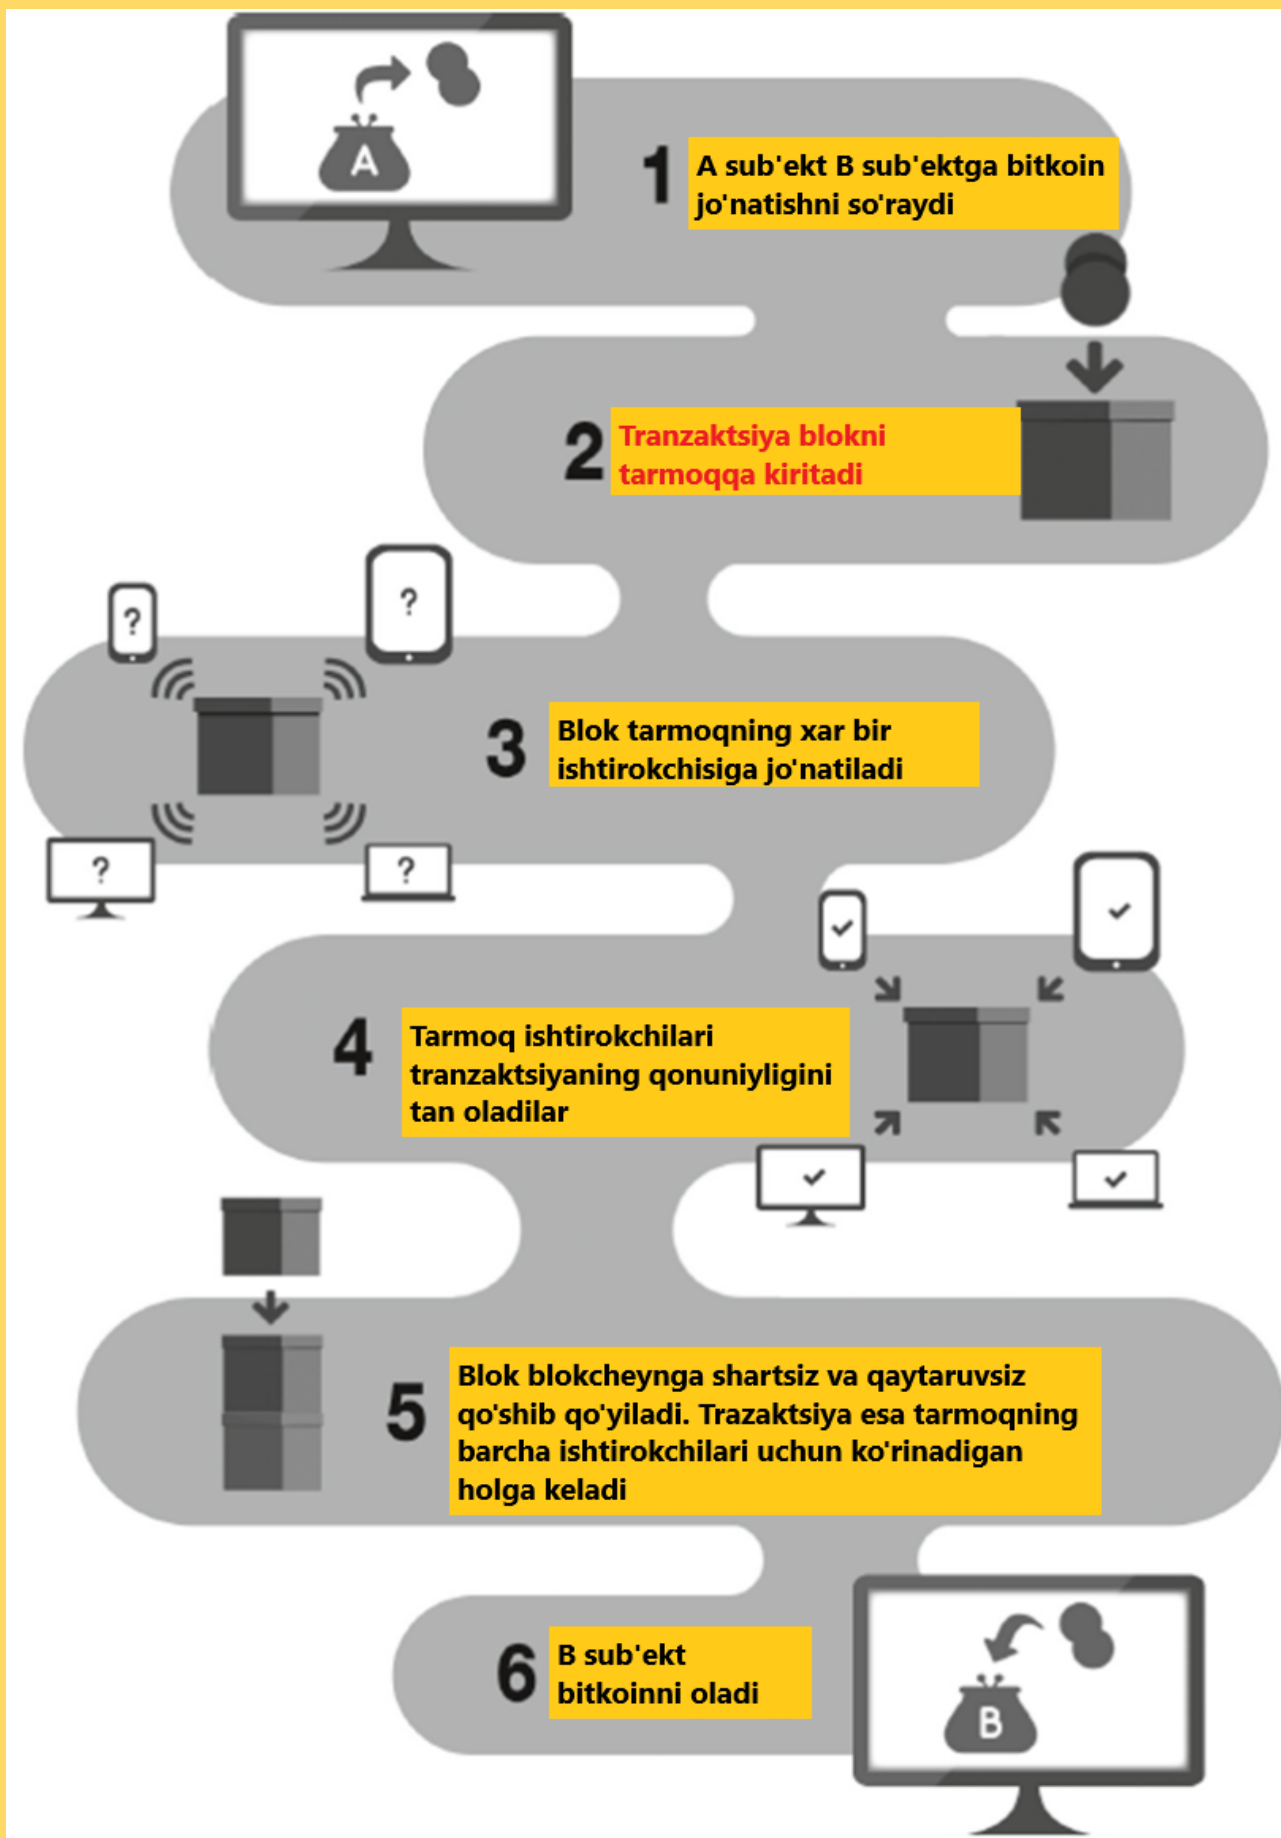 A
1
A sub'ekt B sub'ektga bitkoin
jo'natishni so'raydi
2
Tranzaktsiya blokni
tarmoqqa kiritadi
?
?
3
Blok tarmoqning xar bir
ishtirokchisiga jo'natiladi
?
?
4
Tarmoq ishtirokchilari
tranzaktsiyaning qonuniyligini
tan oladilar
5
Blok blokcheynga shartsiz va qaytaruvsiz
qo'shib qo'yiladi. Trazaktsiya esa tarmoqning
barcha ishtirokchilari uchun ko'rinadigan
holga keladi
6
B sub'ekt
bitkoinni oladi
B